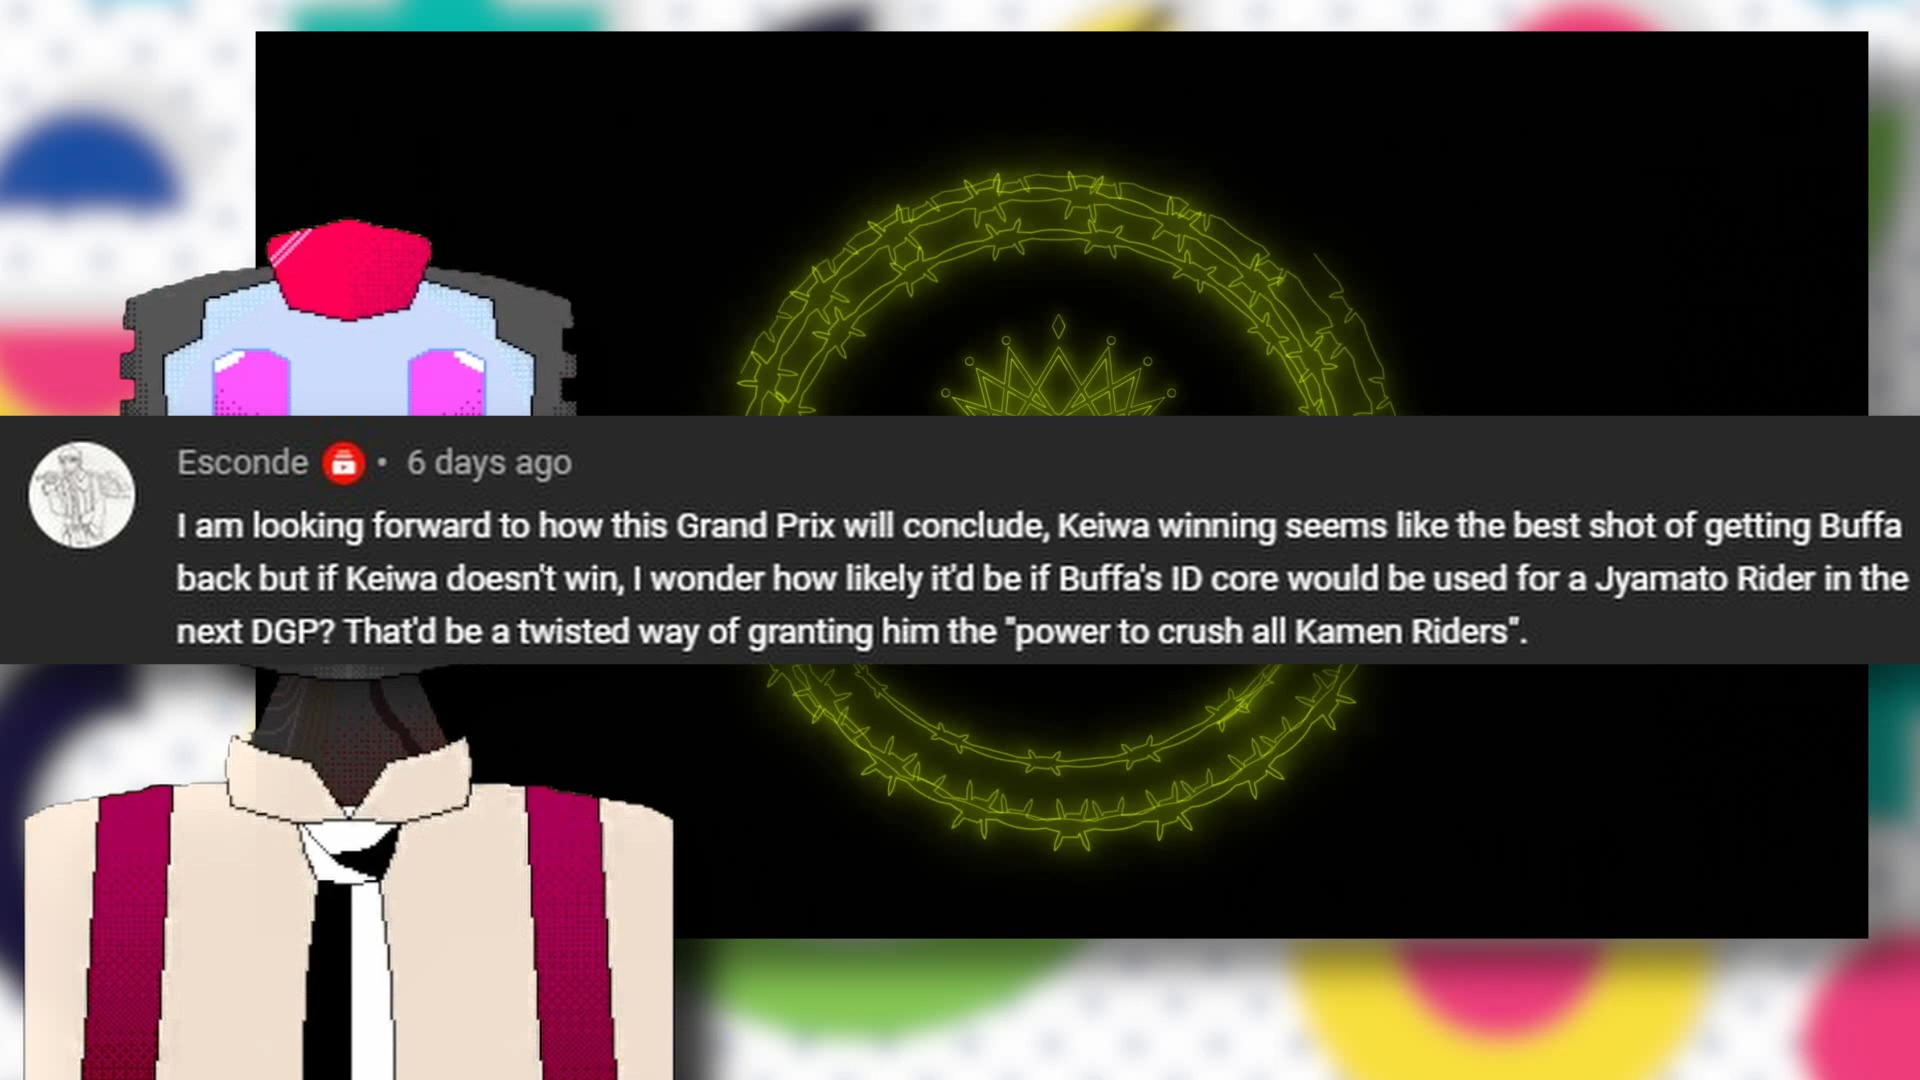 Esconde • 6 days ago
I am looking forward to how this Grand Prix will conclude, Keiwa winning seems like the best shot of getting Buffa
back but if Keiwa doesn't win, I wonder how likely it'd be if Buffa's ID core would be used for a Jyamato Rider in the
next DGP? That'd be a twisted way of granting him the "power to crush all Kamen Riders".